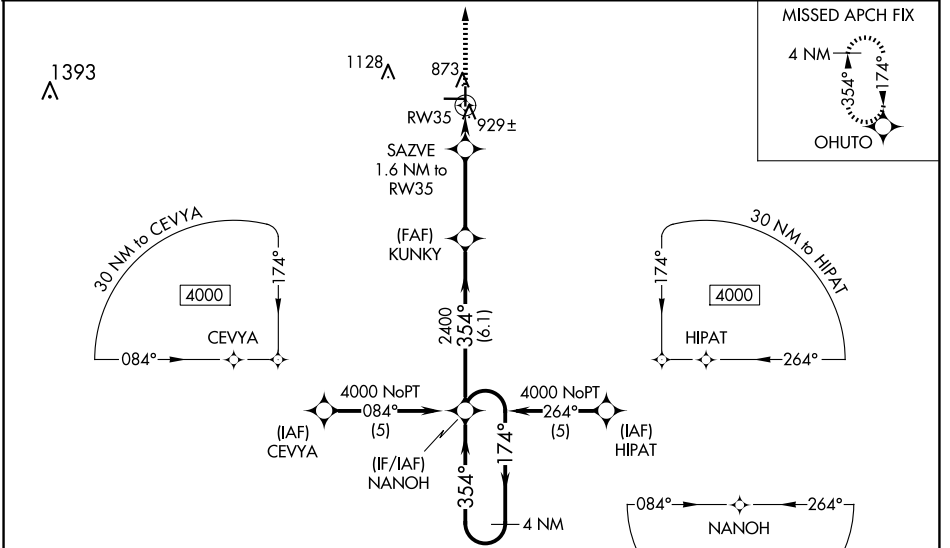 MISSED APCH FIX
4 NM
354°
174°
OHUTO
1393
1128
873
RW35
929±
SAZVE
1.6 NM to
RW35
(FAF)
KUNKY
30 NM to CEVYA
4000
174°
CEVYA
084°
30 NM to HIPAT
4000
174°
HIPAT
264°
2400
354°
(6.1)
4000 NoPT
084°
(5)
(IAF)
CEVYA
4000 NoPT
264°
(5)
(IAF)
HIPAT
(IF/IAF)
NANOH
354°
174°
4 NM
084°
264°
NANOH